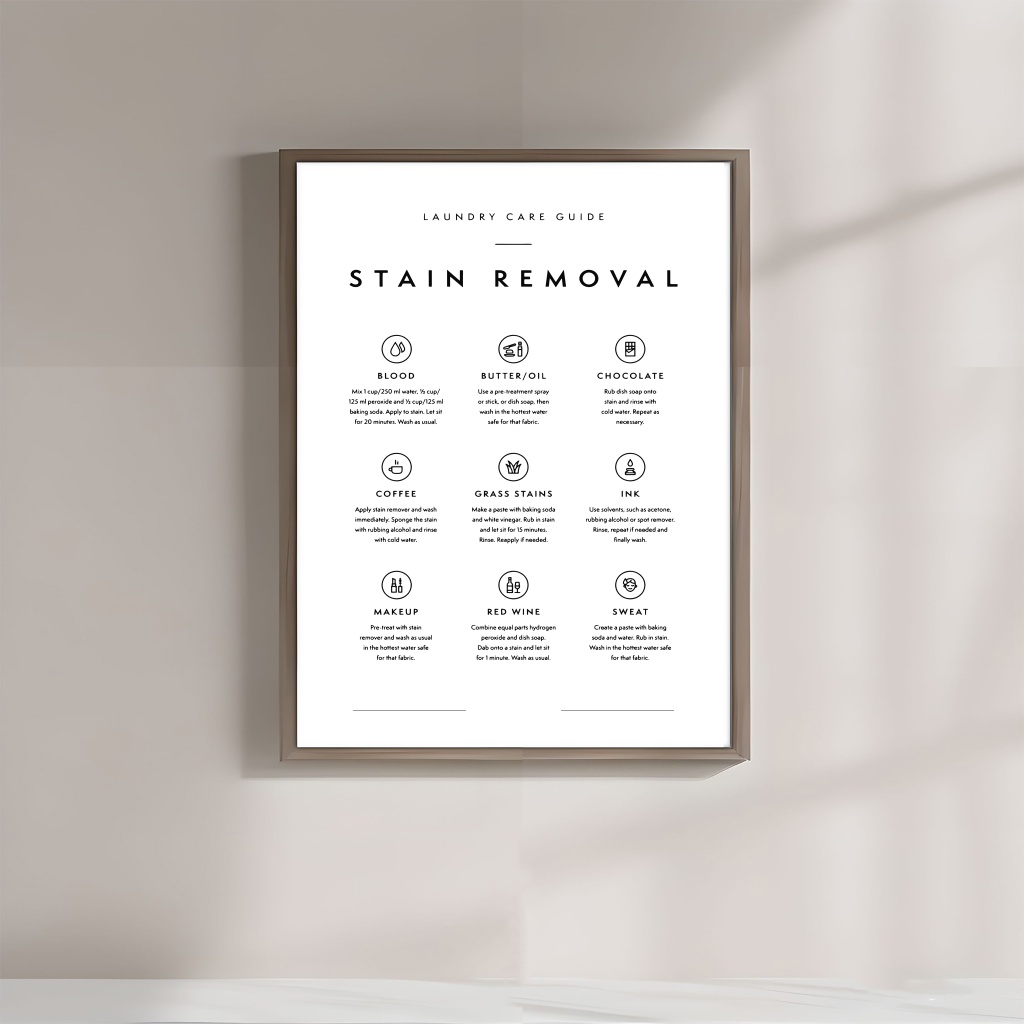 LAUNDRY CARE GUIDE
STAIN REMOVAL
BLOOD
Mix 1 cup/250 ml water, ½ cup/
125 ml peroxide and ½ cup/125 ml
baking soda. Apply to stain. Let sit
for 20 minutes. Wash as usual.
BUTTER/OIL
Use a pre-treatment spray
or stick, or dish soap, then
wash in the hottest water
safe for that fabric.
CHOCOLATE
Rub dish soap onto
stain and rinse with
cold water. Repeat as
necessary.
COFFEE
Apply stain remover and wash
immediately. Sponge the stain
with rubbing alcohol and rinse
with cold water.
GRASS STAINS
Make a paste with baking soda
and white vinegar. Rub in stain
and let sit for 15 minutes.
Rinse. Reapply if needed.
INK
Use solvents, such as acetone,
rubbing alcohol or spot remover.
Rinse, repeat if needed and
finally wash.
MAKEUP
Pre-treat with stain
remover and wash as usual
in the hottest water safe
for that fabric.
RED WINE
Combine equal parts hydrogen
peroxide and dish soap.
Dab onto a stain and let sit
for 1 minute. Wash as usual.
SWEAT
Create a paste with baking
soda and water. Rub in stain.
Wash in the hottest water safe
for that fabric.